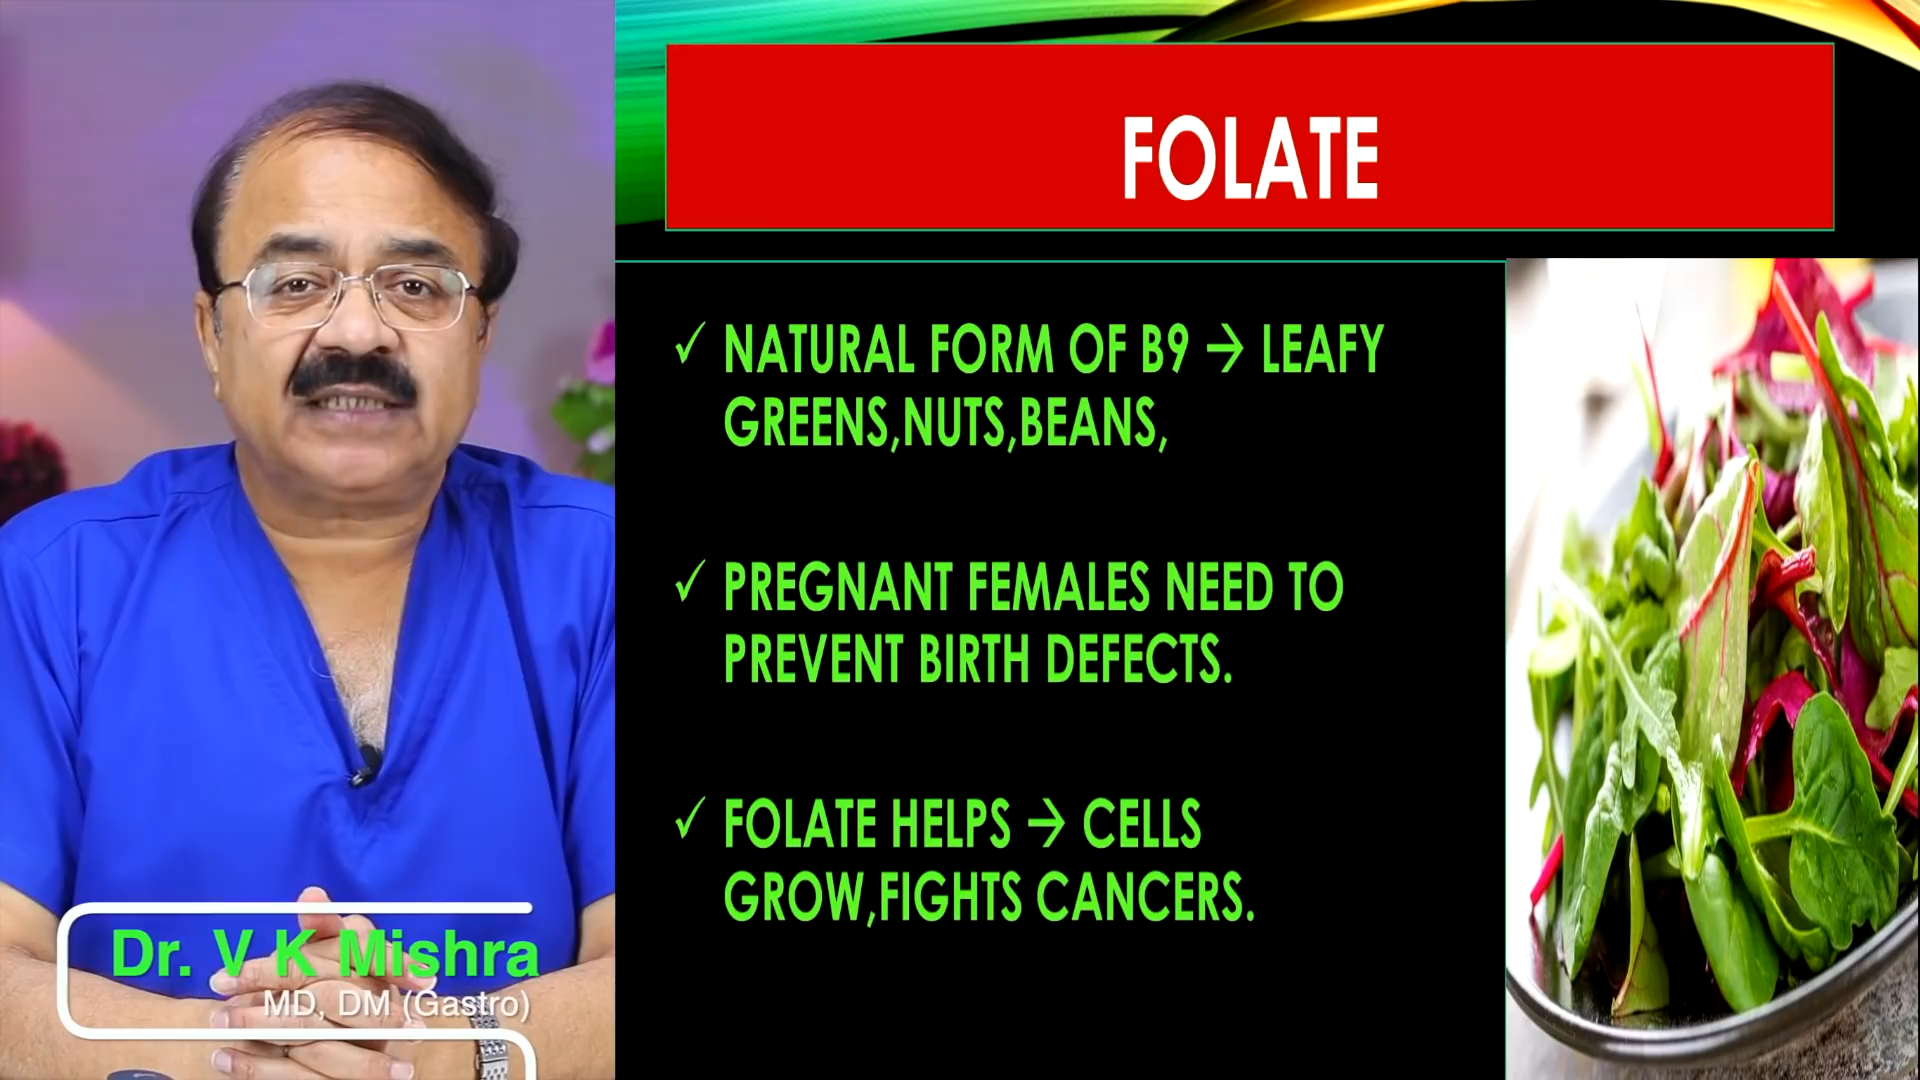 FOLATE
✓ NATURAL FORM OF B9 → LEAFY
GREENS,NUTS,BEANS,
✓ PREGNANT FEMALES NEED TO
PREVENT BIRTH DEFECTS.
✓ FOLATE HELPS → CELLS
GROW,FIGHTS CANCERS.
Dr. V K Mishra
MD, DM (Gastro)